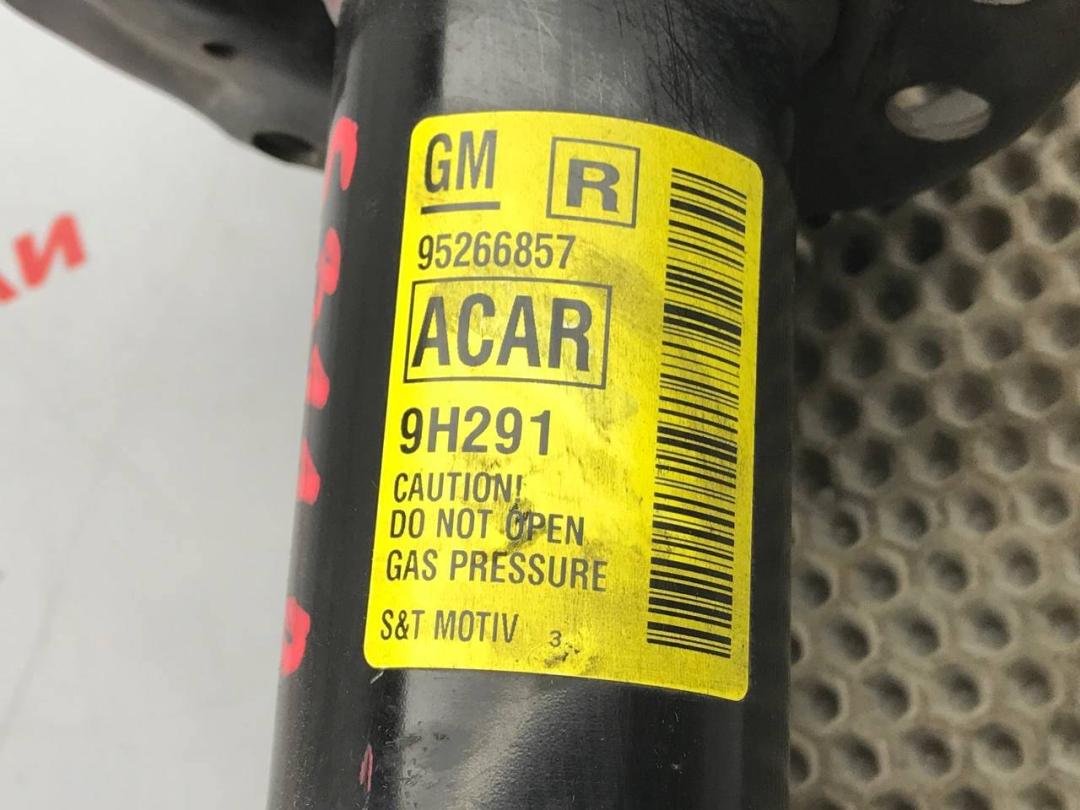 GM R
95266857
ACAR
9H291
CAUTION!
DO NOT OPEN
GAS PRESSURE
S&T MOTIV 3